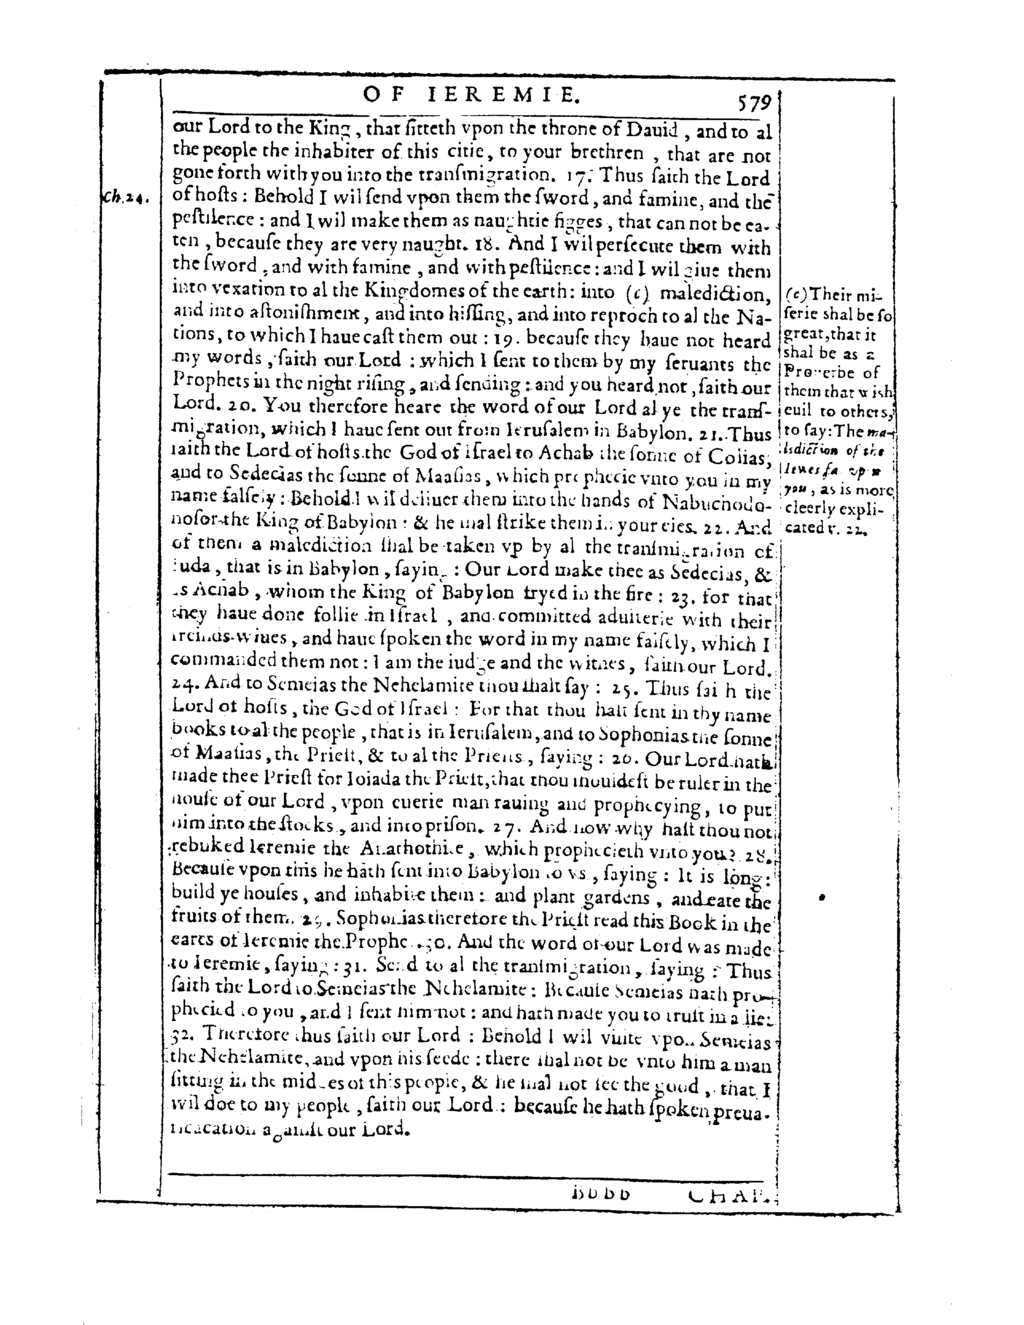 OF IEREMIE.
579
our Lord to the King, that ſitteth vpon the throne of Dauid, and to al
the people the inhabiter of this citie, to your brethren, that are not
gone forth with you into the tranſmigration. 17. Thus ſaith the Lord
Ch. 24.
of hoſts: Behold I wil ſend vpon them the ſword, and famine, and the
peſtilence: and I wil make them as naughtie figges, that can not be ea-
ten, becauſe they are very naught. 18. And I wil perſecute them with
the ſword, and with famine, and with peſtilence: and I wil giue them
into vexation to al the Kingdomes of the earth: into (c) malediction,
and into aſtoniſhment, and into hiſſing, and into reproch to al the Na-
tions, to which I haue caſt them out: 19. becauſe they haue not heard
my words, ſaith our Lord: which I ſent to them by my ſeruants the
Prophets in the night riſing, and ſending: and you heard not, ſaith our
Lord. 20. You therefore heare the word of our Lord al ye the tranſ-
migration, which I haue ſent out from Ieruſalem in Babylon. 21. Thus
ſaith the Lord of hoſts the God of iſrael to Achab the ſonne of Colias,
and to Sedecias the ſonne of Maaſias, which prophecie vnto you in my
name falſely: Behold I wil deliuer them into the hands of Nabuchodo-
noſor the King of Babylon: & he ſhal ſtrike them in your eies. 22. And
of them a malediction ſhal be taken vp by al the tranſmigration of
Iuda, that is in Babylon, ſaying: Our Lord make thee as Sedecias, &
as Achab, whom the King of Babylon fryed in the fire: 23. for that
they haue done follie in Iſrael, and committed adulterie with their
freinds wiues, and haue ſpoken the word in my name falſely, which I
commanded them not: I am the iudge and the witnes, ſaith our Lord.
24. And to Semeias the Nehelamite thou ſhalt ſay: 25. Thus ſaith the
Lord of hoſts, the God of Iſrael: For that thou haſt ſent in thy name
books to al the people, that is in Ieruſalem, and to Sophonias the ſonne
of Maaſias, the Prieſt, & to al the Prieſts, ſaying: 26. Our Lord hath
made thee Prieſt for Ioiada the Prieſt, that thou ſhouldeſt be ruler in the
houſe of our Lord, vpon euerie man rauing and prophecying, to put
him into the ſtocks, and into priſon. 27. And now why haſt thou not
rebuked Ieremie the Anathothite, which prophecieth vnto you? 28.
Becauſe vpon this he hath ſent into Babylon to vs, ſaying: It is long:
build ye houſes, and inhabite them: and plant gardens, and eate the
fruits of them. 29. Sophonias therefore the Prieſt read this Book in the
eares of Ieremie the Prophet. 30. And the word of our Lord was made
to Ieremie, ſaying: 31. Send to al the tranſmigration, ſaying: Thus
ſaith the Lord to Semeias the Nehelamite: Becauſe Semeias hath pro-
phecied to you, and I ſent him not: and hath made you to truſt in a lie:
32. Therefore thus ſaith our Lord: Behold I wil viſite vpon Semeias
the Nehelamite, and vpon his ſeede: there ſhal not be vnto him a man
ſitting in the middes of this people, & he ſhal not ſee the good, that I
wil doe to my people, ſaith our Lord: becauſe he hath ſpoken preua-
rication againſt our Lord.
(c) Their mi-
ſerie shal be ſo
great, that it
shal be as a
Prouerbe of
them that wish
euil to others,
to ſay: The ma-
lediction of the
Iewes fal vpon
you, as is more
cleerly expli-
cated v. 22.
Bbbb
CHAP.